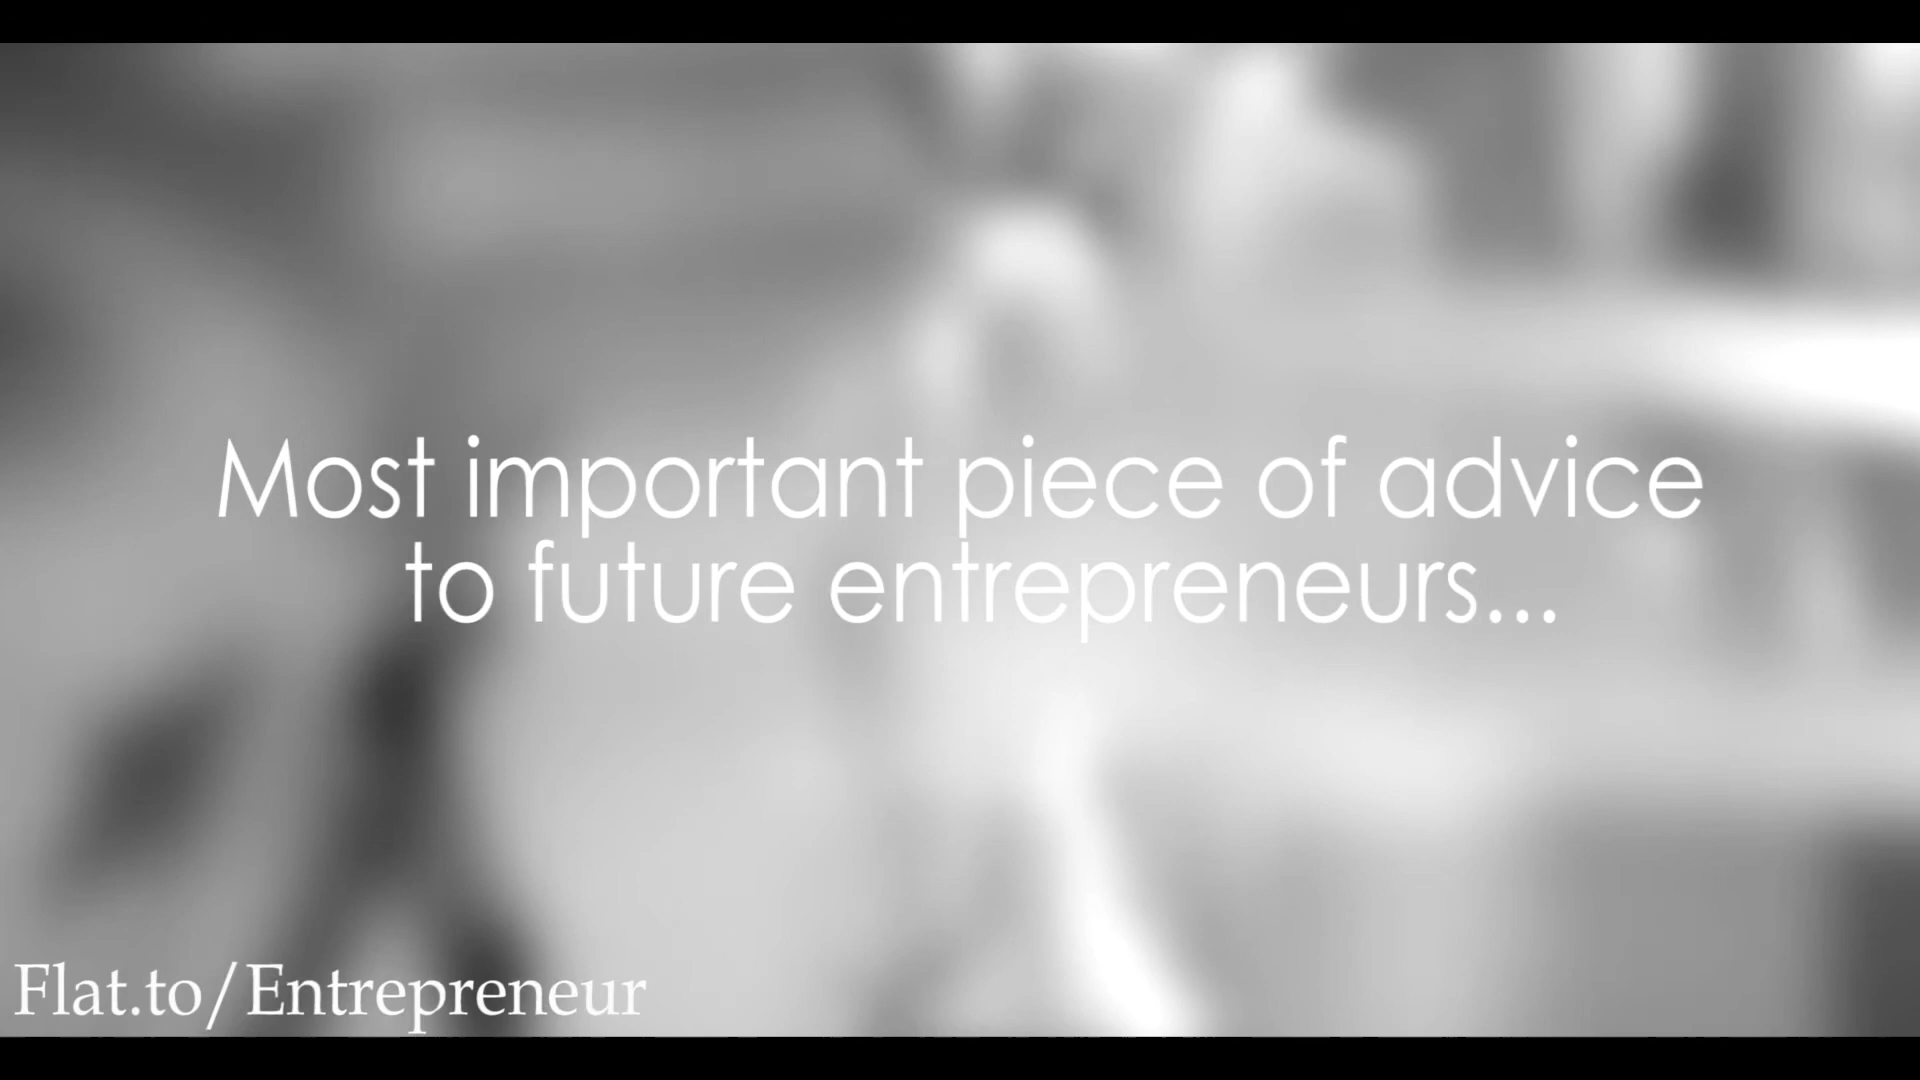 Most important piece of advice
to future entrepreneurs...
Flat.to/Entrepreneur